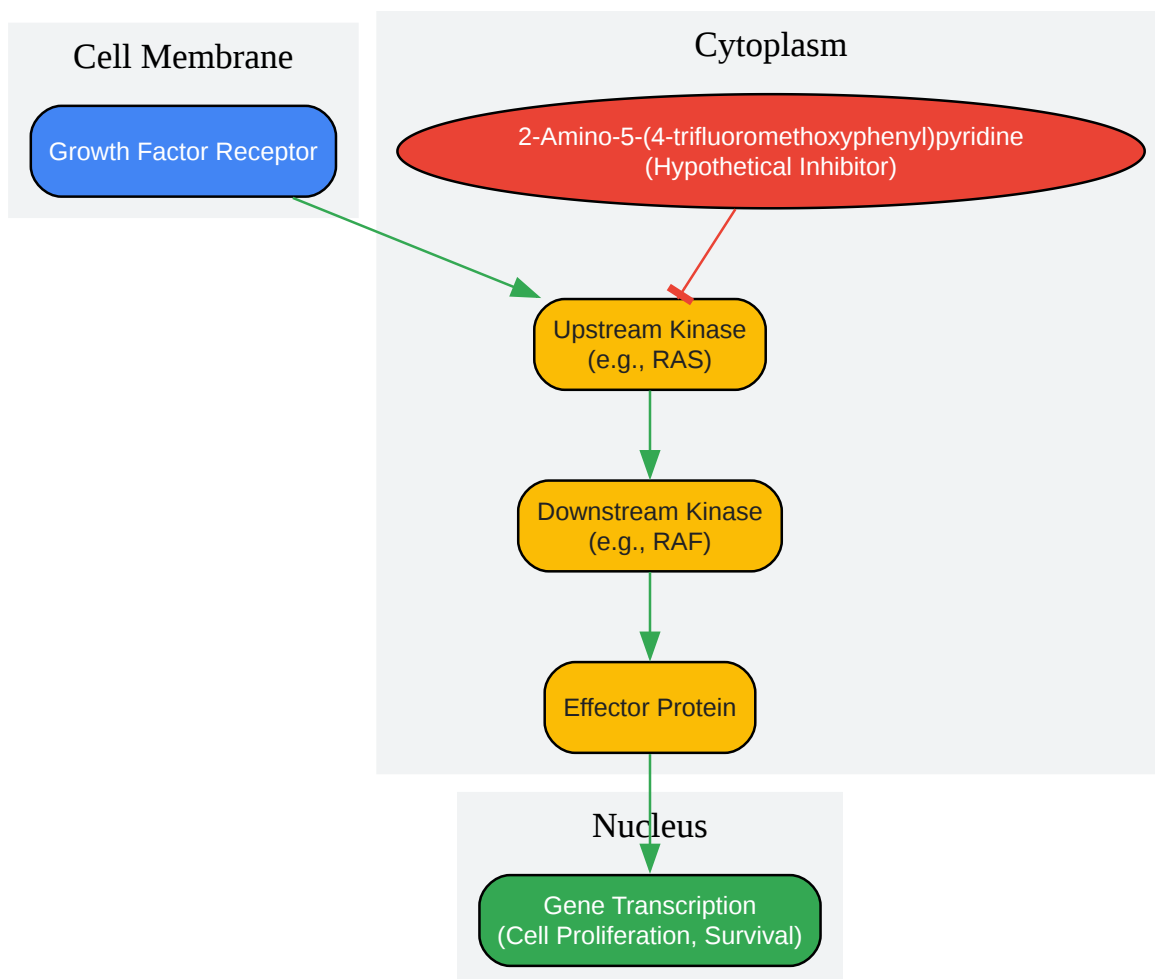 Cell Membrane
Growth Factor Receptor
Cytoplasm
2-Amino-5-(4-trifluoromethoxyphenyl)pyridine
(Hypothetical Inhibitor)
Upstream Kinase
(e.g., RAS)
Downstream Kinase
(e.g., RAF)
Effector Protein
Nucleus
Gene Transcription
(Cell Proliferation, Survival)